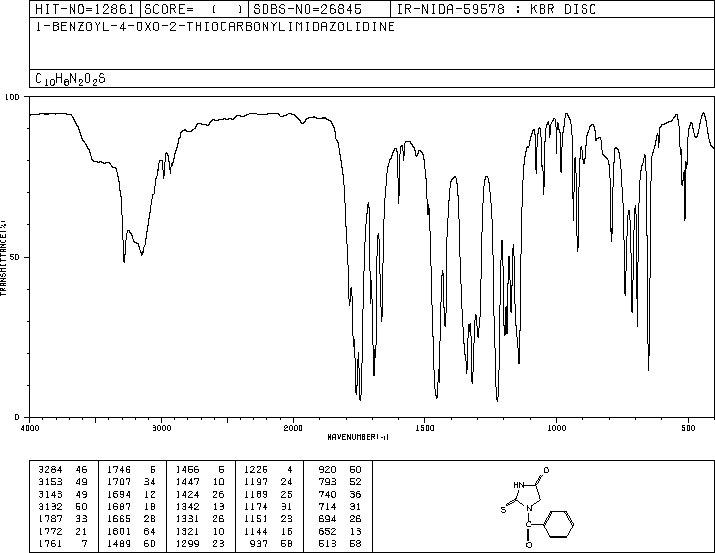 HIT-NO=12861 SCORE= ( ) SDBS-NO=26845 IR-NIDA-59578 : KBR DISC
1-BENZOYL-4-OXO-2-THIOCARBONYLIMIDAZOLIDINE
C10H8N2O2S
100
50
0
TRANSMITTANCE(%)
4000 3000 2000 1500 1000 500
WAVENUMBER(-1)
3284 46 1746 6 1456 5 1226 4 920 50
3153 49 1707 34 1447 10 1197 24 793 52
3143 49 1694 12 1424 26 1189 25 740 36
3132 50 1687 18 1342 13 1174 31 714 31
1787 33 1665 28 1331 26 1151 23 694 26
1772 21 1601 64 1321 10 1144 16 652 13
1761 7 1489 60 1299 23 937 58 513 58
O
HN
S
N
C
O